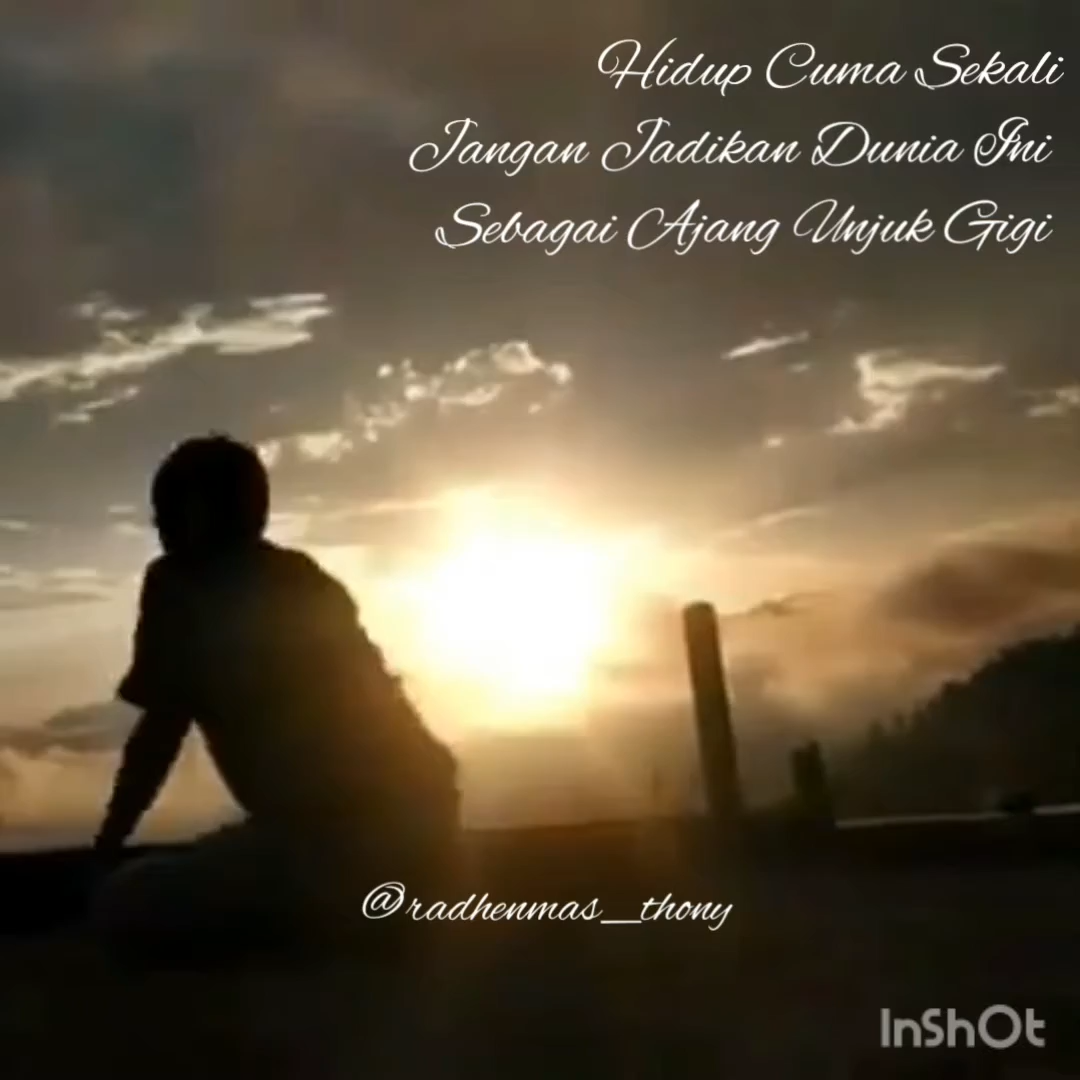 Hidup Cuma Sekali
Jangan Jadikan Dunia Ini
Sebagai Ajang Unjuk Gigi
@radhenmas_thony
InShOt